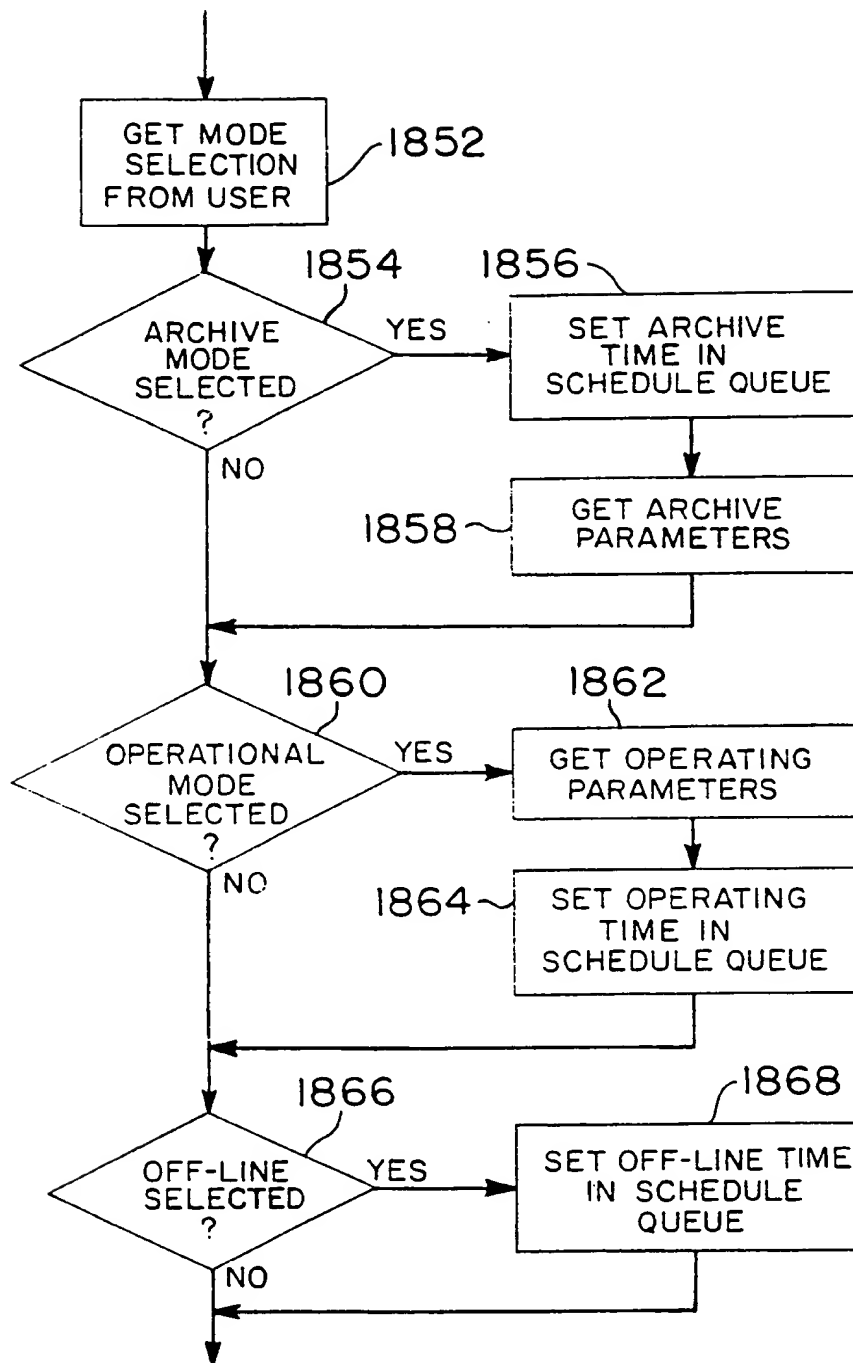 GET MODE
SELECTION
FROM USER
1852
1854
ARCHIVE
MODE
SELECTED
?
YES
NO
1856
SET ARCHIVE
TIME IN
SCHEDULE QUEUE
1858
GET ARCHIVE
PARAMETERS
1860
OPERATIONAL
MODE
SELECTED
?
YES
NO
1862
GET OPERATING
PARAMETERS
1864
SET OPERATING
TIME IN
SCHEDULE QUEUE
1866
OFF-LINE
SELECTED
?
YES
NO
1868
SET OFF-LINE TIME
IN SCHEDULE
QUEUE